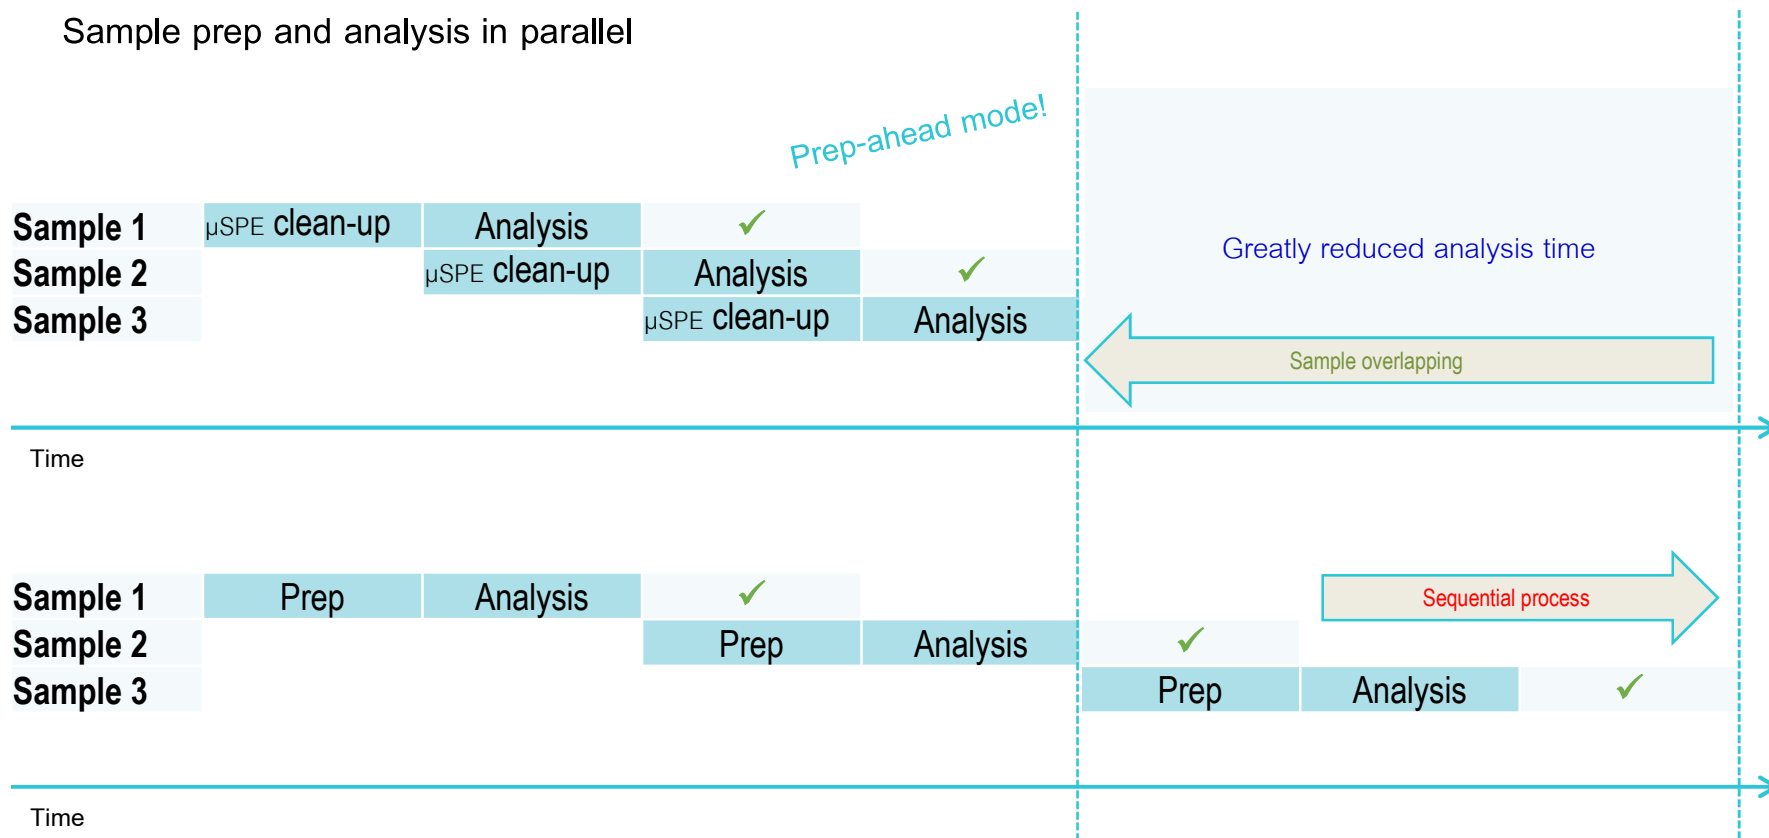 Sample prep and analysis in parallel
Prep-ahead mode!
Sample 1 µSPE clean-up Analysis ✓
Sample 2 µSPE clean-up Analysis ✓
Sample 3 µSPE clean-up Analysis
Greatly reduced analysis time
Sample overlapping
Time
Sample 1 Prep Analysis ✓
Sample 2 Prep Analysis ✓
Sample 3 Prep Analysis ✓
Sequential process
Time